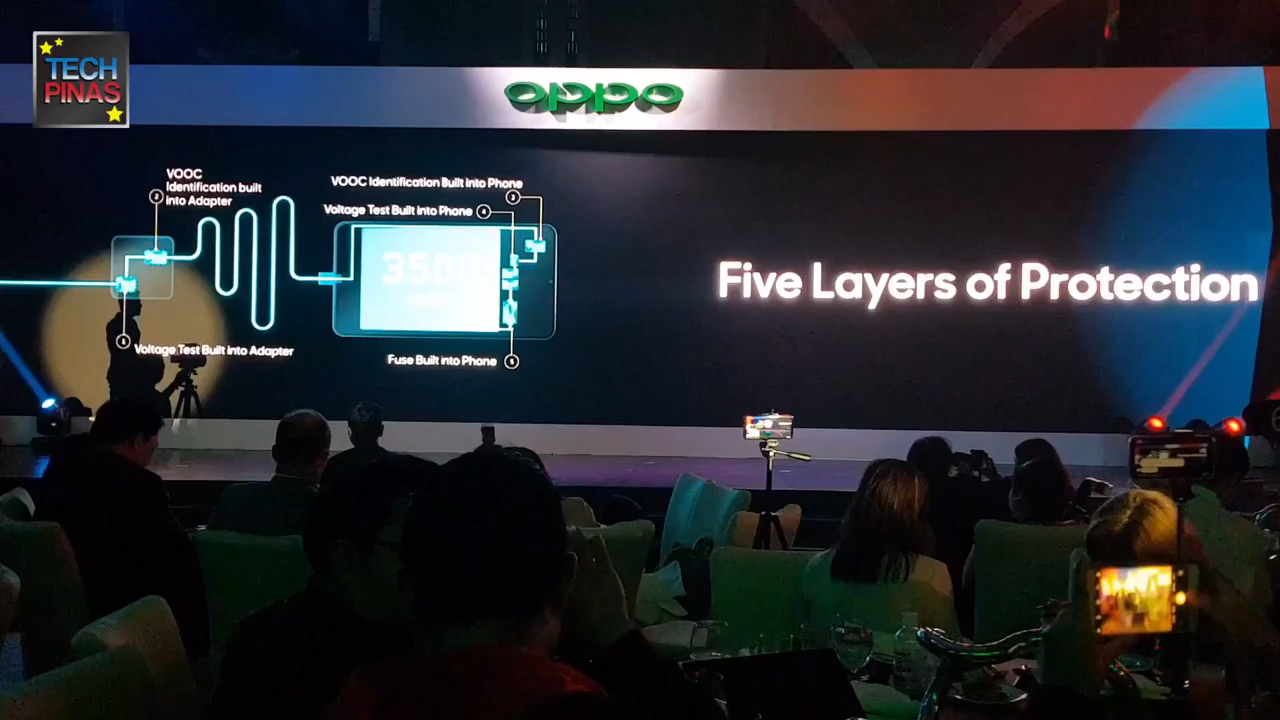 TECH
PINAS
oppo
VOOC
Identification built
into Adapter
2
VOOC Identification Built into Phone
3
Voltage Test Built into Phone
4
Five Layers of Protection
1
Voltage Test Built into Adapter
Fuse Built into Phone
5